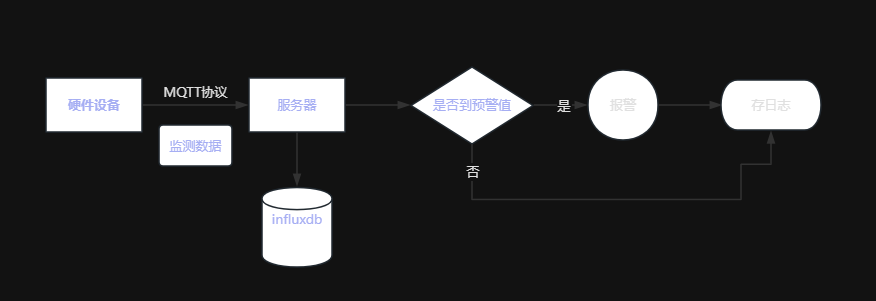 硬件设备
MQTT协议
监测数据
服务器
influxdb
是否到预警值
是
否
报警
存日志